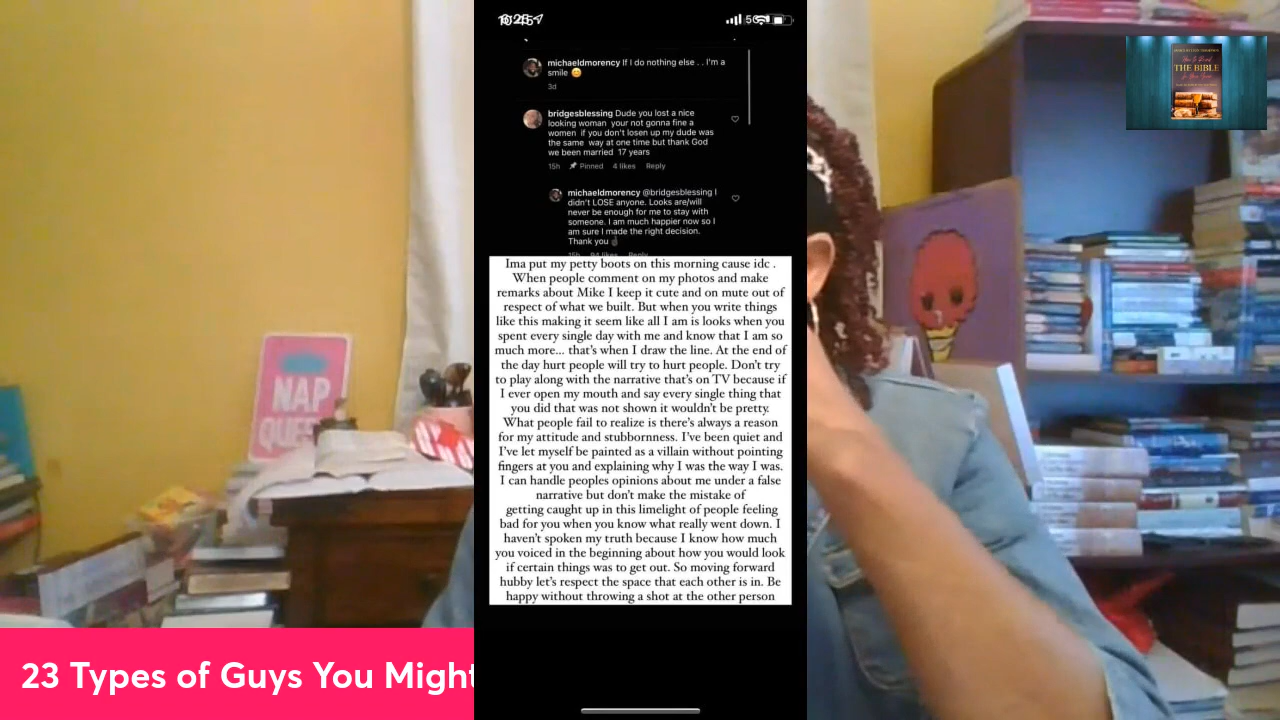 5G
michaeldmorency If I do nothing else . . I'm a
smile 😊
3d
bridgesblessing Dude you lost a nice
looking woman your not gonna fine a
women if you don't losen up my dude was
the same way at one time but thank God
we been married 17 years
15h Pinned 4 likes Reply
michaeldmorency @bridgesblessing I
didn't LOSE anyone. Looks are/will
never be enough for me to stay with
someone. I am much happier now so I
am sure I made the right decision.
Thank you
15h 94 likes Reply
Ima put my petty boots on this morning cause idc .
When people comment on my photos and make
remarks about Mike I keep it cute and on mute out of
respect of what we built. But when you write things
like this making it seem like all I am is looks when you
spent every single day with me and know that I am so
much more... that's when I draw the line. At the end of
the day hurt people will try to hurt people. Don't try
to play along with the narrative that's on TV because if
I ever open my mouth and say every single thing that
you did that was not shown it wouldn't be pretty.
What people fail to realize is there's always a reason
for my attitude and stubbornness. I've been quiet and
I've let myself be painted as a villain without pointing
fingers at you and explaining why I was the way I was.
I can handle peoples opinions about me under a false
narrative but don't make the mistake of
getting caught up in this limelight of people feeling
bad for you when you know what really went down. I
haven't spoken my truth because I know how much
you voiced in the beginning about how you would look
if certain things was to get out. So moving forward
hubby let's respect the space that each other is in. Be
happy without throwing a shot at the other person
THE BIBLE
NAP
QUEEN
23 Types of Guys You Might